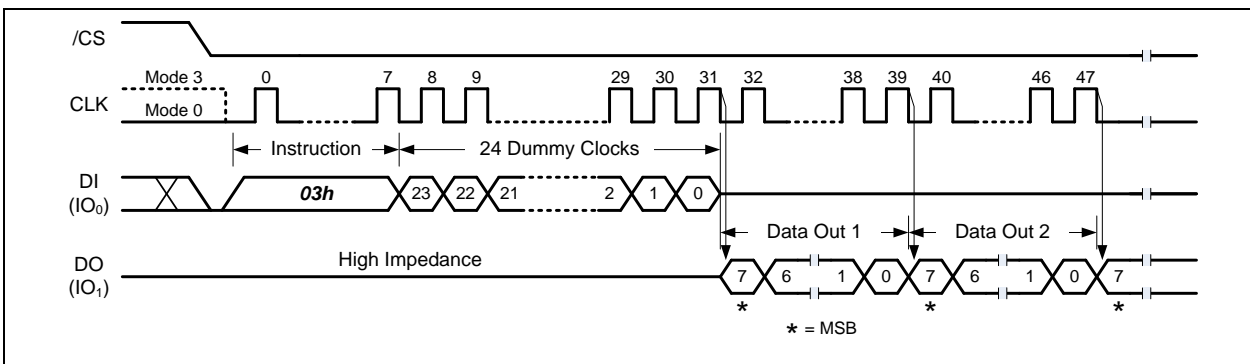 /CS
Mode 3 0 7 8 9 29 30 31 32 38 39 40 46 47
CLK
Mode 0
Instruction 24 Dummy Clocks
DI
(IO0)
03h 23 22 21 2 1 0
Data Out 1 Data Out 2
High Impedance
DO
(IO1)
7 6 1 0 7 6 1 0 7
* * *
* = MSB